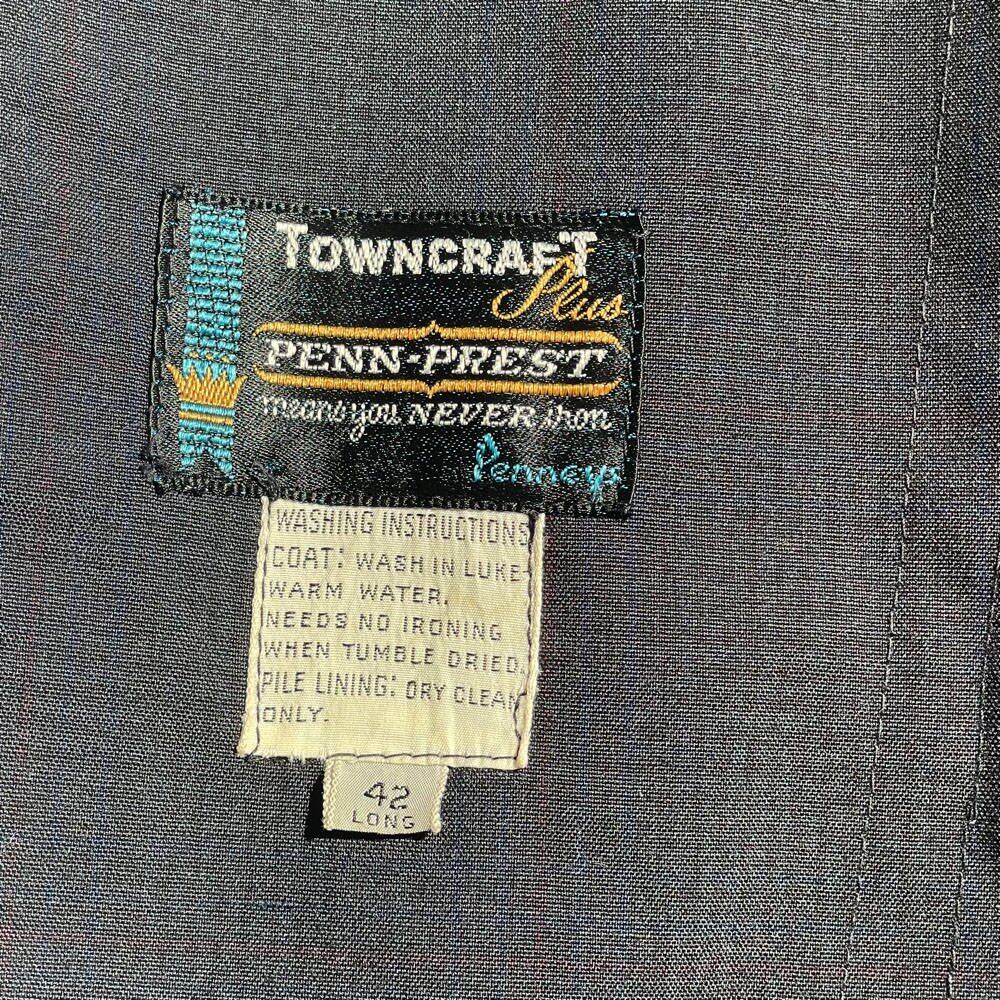 TOWNCRAFT
Plus
PENN-PREST
means you NEVER iron
Penneys
WASHING INSTRUCTIONS
COAT: WASH IN LUKE
WARM WATER.
NEEDS NO IRONING
WHEN TUMBLE DRIED.
PILE LINING: DRY CLEAN
ONLY.
42
LONG